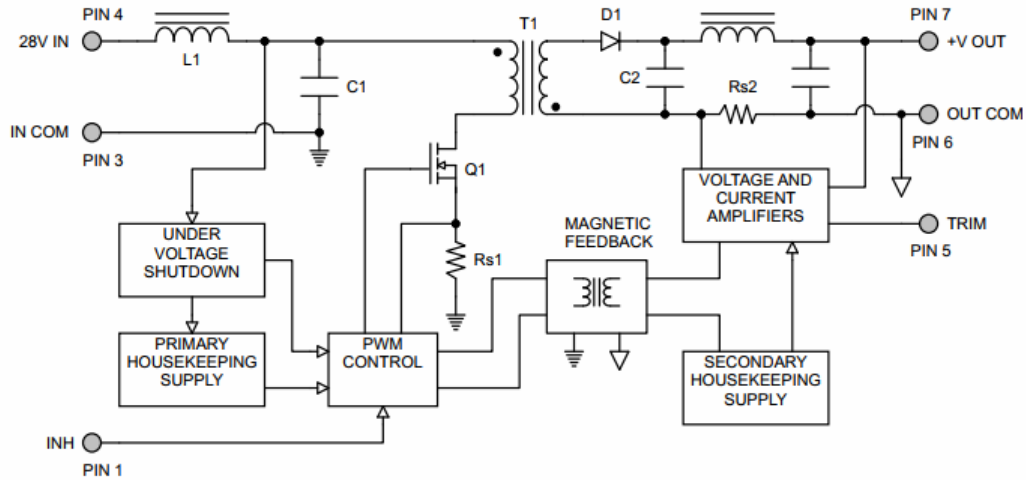 PIN 4
T1
D1
PIN 7
28V IN
L1
+V OUT
C1
C2
Rs2
IN COM
OUT COM
PIN 3
PIN 6
Q1
VOLTAGE AND
CURRENT
AMPLIFIERS
MAGNETIC
FEEDBACK
TRIM
PIN 5
UNDER
VOLTAGE
SHUTDOWN
Rs1
PRIMARY
HOUSEKEEPING
SUPPLY
PWM
CONTROL
SECONDARY
HOUSEKEEPING
SUPPLY
INH
PIN 1